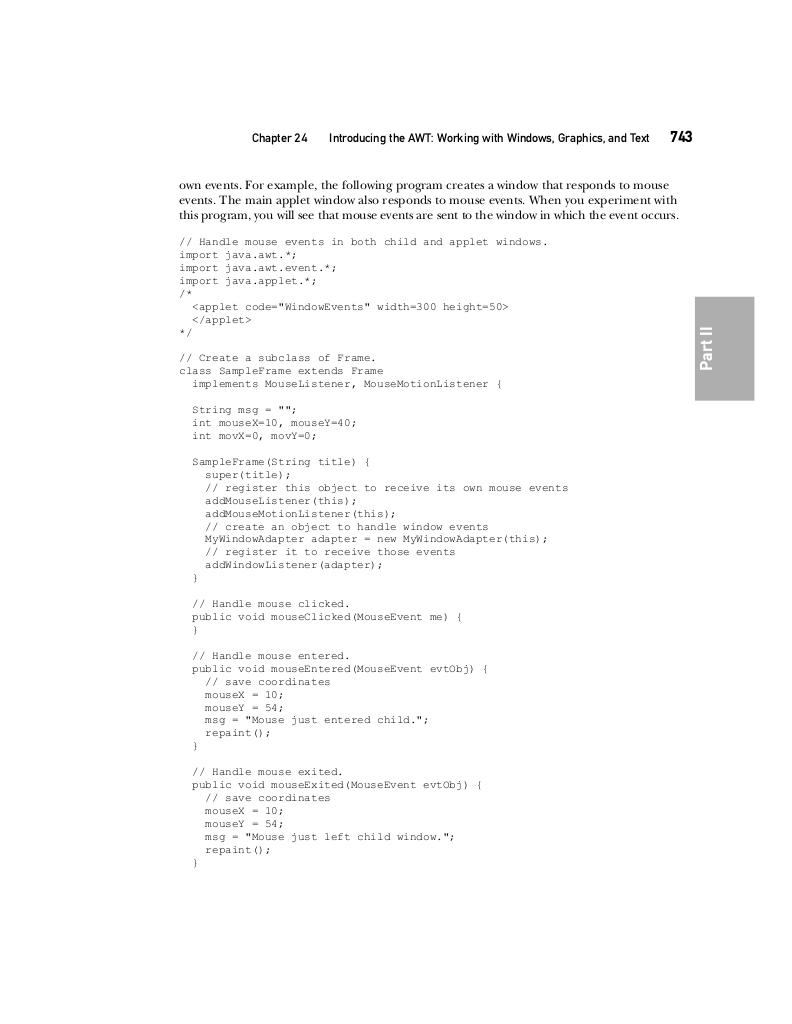 Chapter 24 Introducing the AWT: Working with Windows, Graphics, and Text 743
own events. For example, the following program creates a window that responds to mouse
events. The main applet window also responds to mouse events. When you experiment with
this program, you will see that mouse events are sent to the window in which the event occurs.
// Handle mouse events in both child and applet windows.
import java.awt.*;
import java.awt.event.*;
import java.applet.*;
/*
  <applet code="WindowEvents" width=300 height=50>
  </applet>
*/
Part II
// Create a subclass of Frame.
class SampleFrame extends Frame
  implements MouseListener, MouseMotionListener {
  String msg = "";
  int mouseX=10, mouseY=40;
  int movX=0, movY=0;
  SampleFrame(String title) {
    super(title);
    // register this object to receive its own mouse events
    addMouseListener(this);
    addMouseMotionListener(this);
    // create an object to handle window events
    MyWindowAdapter adapter = new MyWindowAdapter(this);
    // register it to receive those events
    addWindowListener(adapter);
  }
  // Handle mouse clicked.
  public void mouseClicked(MouseEvent me) {
  }
  // Handle mouse entered.
  public void mouseEntered(MouseEvent evtObj) {
    // save coordinates
    mouseX = 10;
    mouseY = 54;
    msg = "Mouse just entered child.";
    repaint();
  }
  // Handle mouse exited.
  public void mouseExited(MouseEvent evtObj) {
    // save coordinates
    mouseX = 10;
    mouseY = 54;
    msg = "Mouse just left child window.";
    repaint();
  }